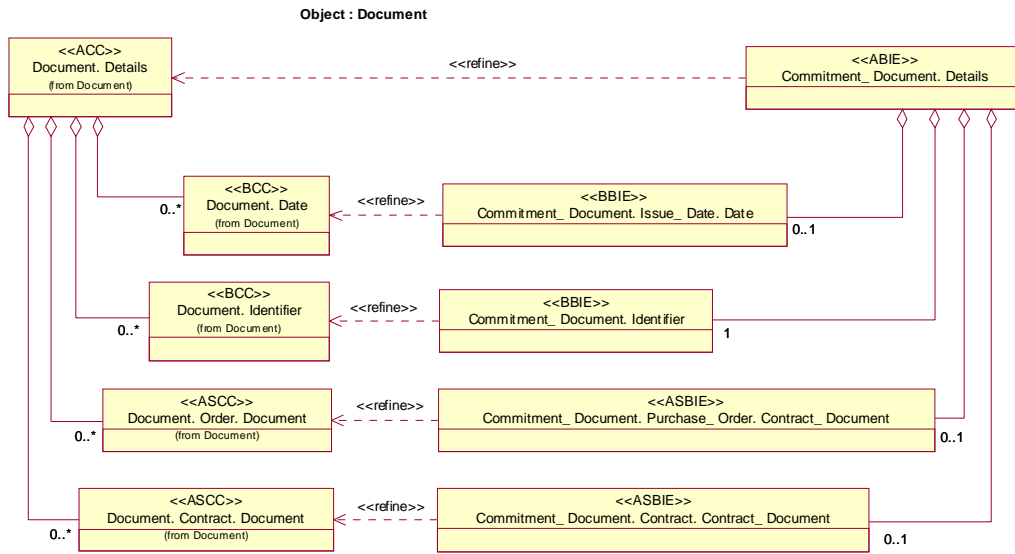 Object : Document
<<ACC>>
Document. Details
(from Document)
<<refine>>
<<ABIE>>
Commitment_ Document. Details
<<BCC>>
Document. Date
(from Document)
0..*
<<refine>>
<<BBIE>>
Commitment_ Document. Issue_ Date. Date
0..1
<<BCC>>
Document. Identifier
(from Document)
0..*
<<refine>>
<<BBIE>>
Commitment_ Document. Identifier
1
<<ASCC>>
Document. Order. Document
(from Document)
0..*
<<refine>>
<<ASBIE>>
Commitment_ Document. Purchase_ Order. Contract_ Document
0..1
<<ASCC>>
Document. Contract. Document
(from Document)
0..*
<<refine>>
<<ASBIE>>
Commitment_ Document. Contract. Contract_ Document
0..1